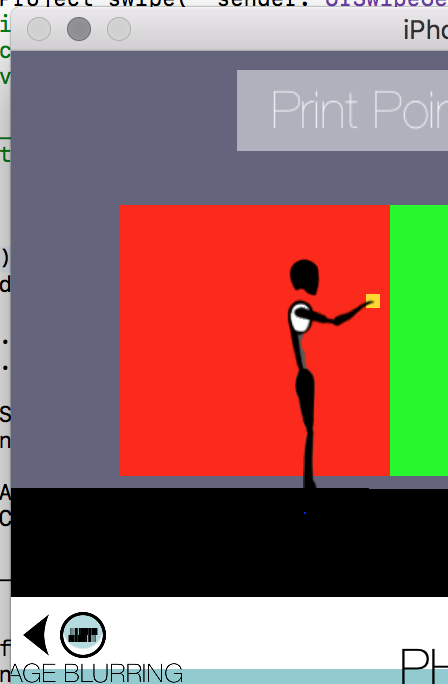 Project swipe(_ sender: UISwipeGe
iPho
Print Poin
AGE BLURRING
PH